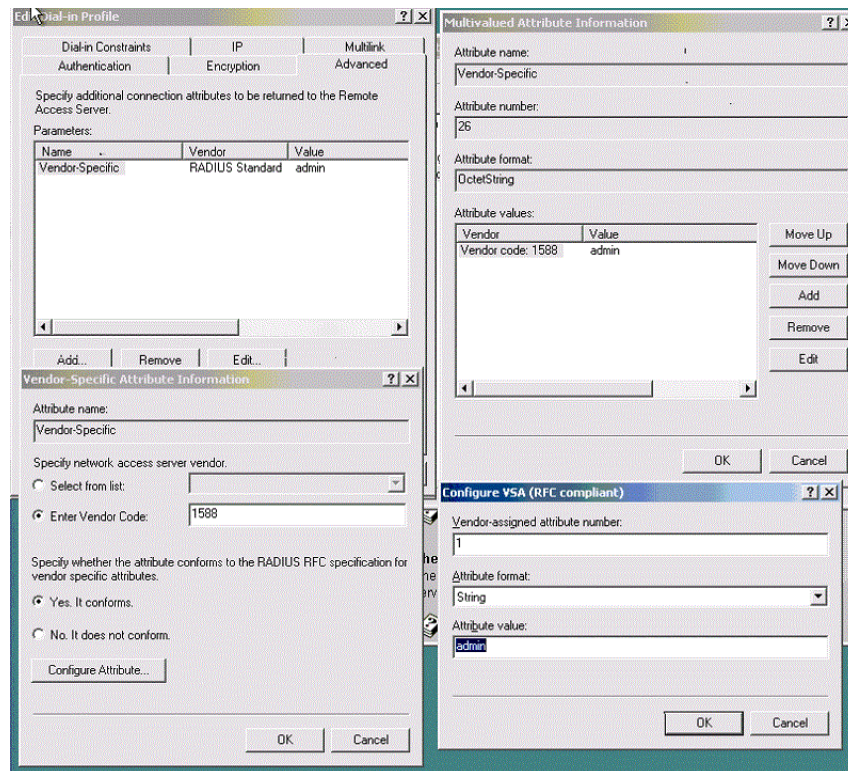 Edit Dial-in Profile
Dial-in Constraints
IP
Multilink
Authentication
Encryption
Advanced
Specify additional connection attributes to be returned to the Remote
Access Server.
Parameters:
Name
Vendor
Value
Vendor-Specific
RADIUS Standard
admin
Add...
Remove
Edit...
Multivalued Attribute Information
Attribute name:
Vendor-Specific
Attribute number:
26
Attribute format:
OctetString
Attribute values:
Vendor
Value
Vendor code: 1588
admin
Move Up
Move Down
Add
Remove
Edit
OK
Cancel
Vendor-Specific Attribute Information
Attribute name:
Vendor-Specific
Specify network access server vendor.
Select from list:
Enter Vendor Code:
1588
Specify whether the attribute conforms to the RADIUS RFC specification for
vendor specific attributes.
Yes. It conforms.
No. It does not conform.
Configure Attribute...
OK
Cancel
Configure VSA (RFC compliant)
Vendor-assigned attribute number:
1
Attribute format:
String
Attribute value:
admin
OK
Cancel